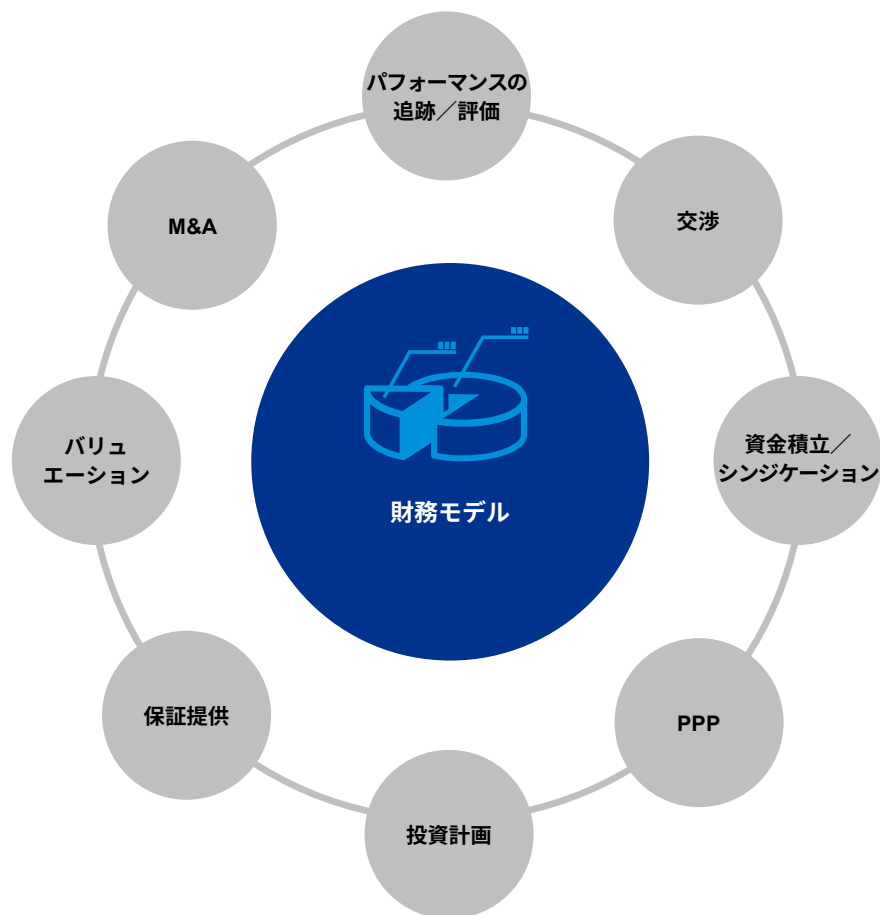 パフォーマンスの
追跡／評価
M&A
交渉
バリュ
エーション
財務モデル
資金積立／
シンジケーション
保証提供
PPP
投資計画